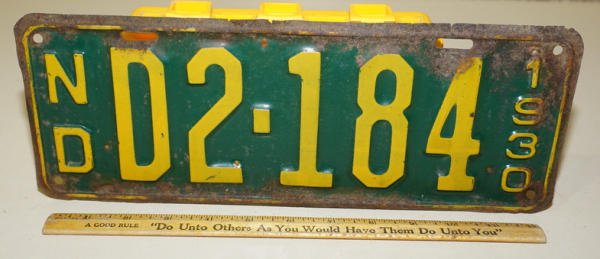 ND D2-184 1930
A GOOD RULE "Do Unto Others As You Would Have Them Do Unto You"